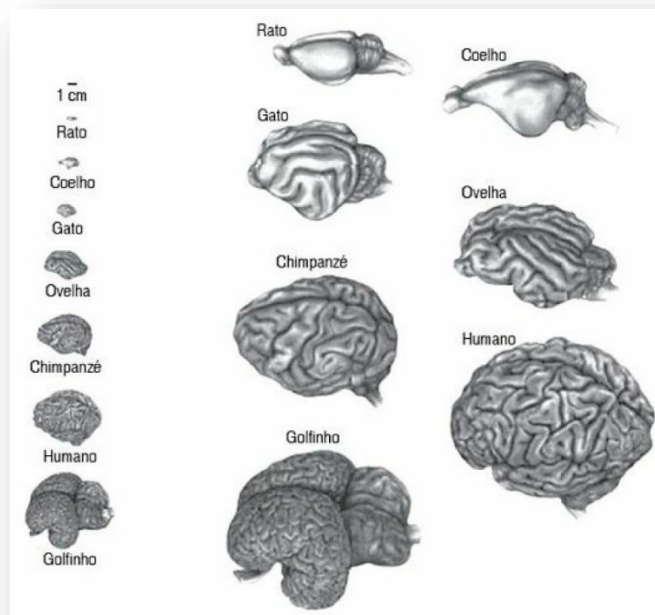 1 cm
Rato
Coelho
Gato
Ovelha
Chimpanzé
Humano
Golfinho
Rato
Coelho
Gato
Ovelha
Chimpanzé
Humano
Golfinho